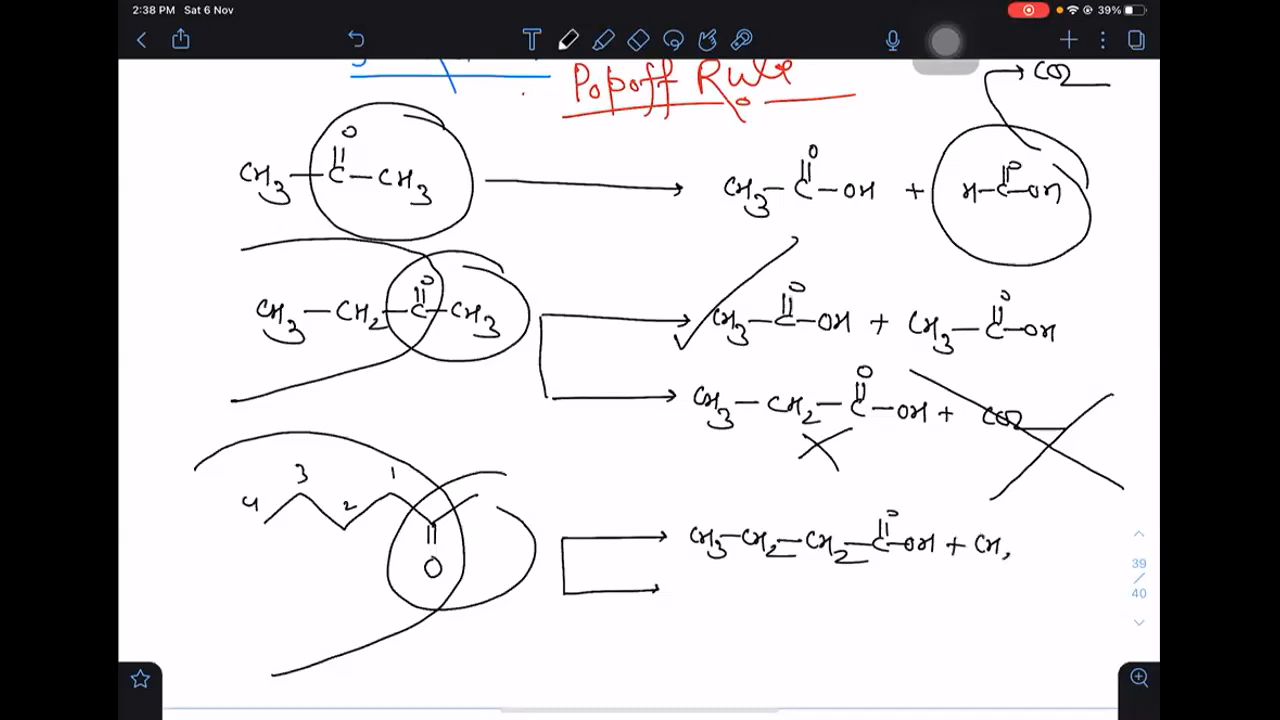 2:38 PM Sat 6 Nov 39%
Popoff Rule
CO2
CH3—C(=O)—CH3 → CH3—C(=O)—OH + H—C(=O)—OH
CH3—CH2—C(=O)—CH3 → CH3—C(=O)—OH + CH3—C(=O)—OH
→ CH3—CH2—C(=O)—OH + CO2
4 3 2 1
O → CH3—CH2—CH2—C(=O)—OH + CH,
39
/
40